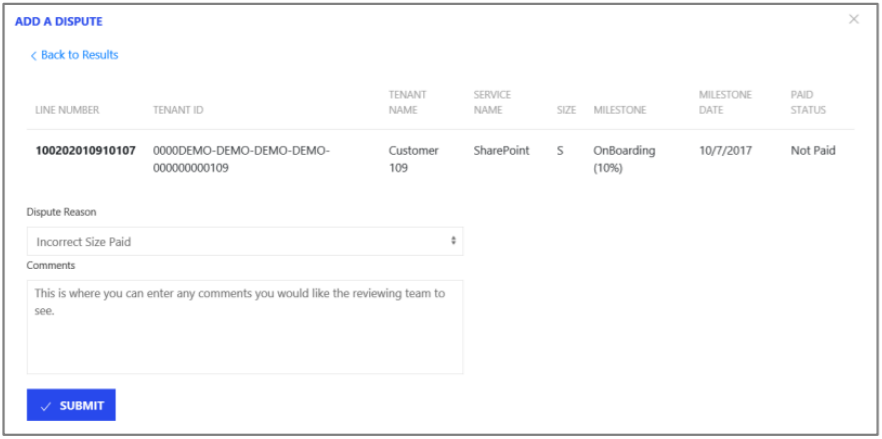 ADD A DISPUTE
Back to Results
LINE NUMBER TENANT ID TENANT NAME SERVICE NAME SIZE MILESTONE MILESTONE DATE PAID STATUS
100202010910107 0000DEMO-DEMO-DEMO-DEMO-000000000109 Customer 109 SharePoint S OnBoarding (10%) 10/7/2017 Not Paid
Dispute Reason
Incorrect Size Paid
Comments
This is where you can enter any comments you would like the reviewing team to
see.
SUBMIT